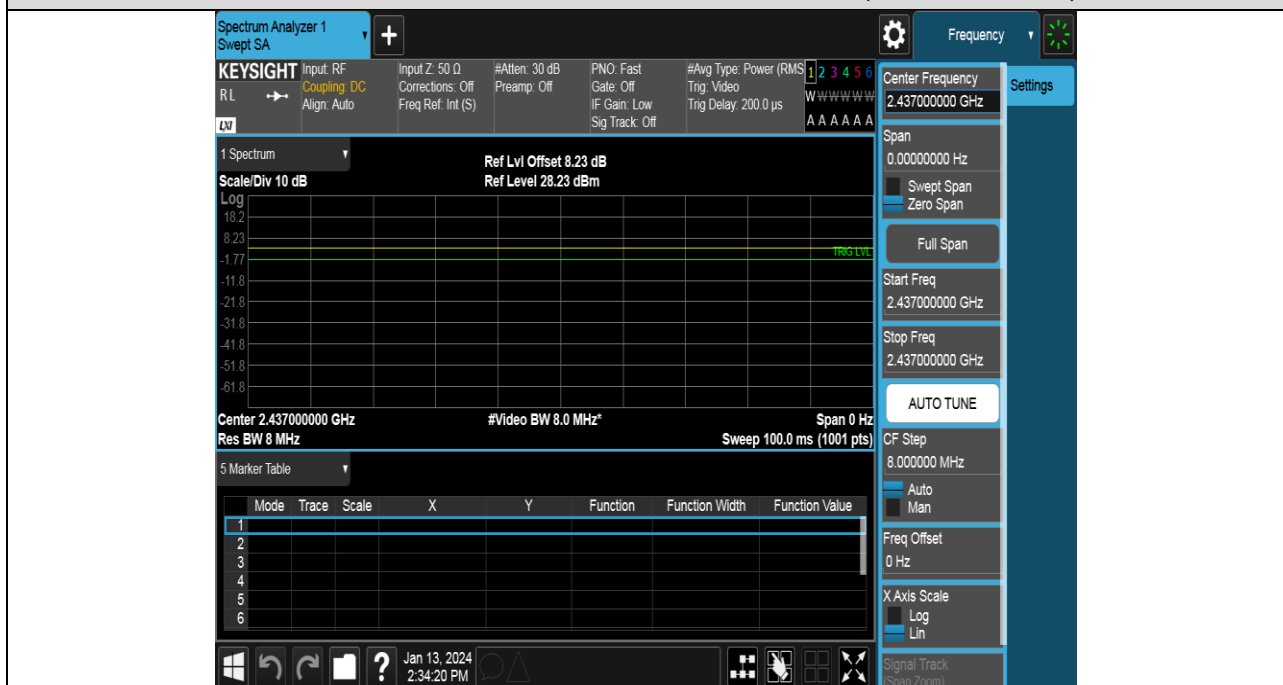 Spectrum Analyzer 1
Swept SA
+
Frequency
KEYSIGHT
RL
LXI
Input: RF
Coupling: DC
Align: Auto
Input Z: 50 Ω
Corrections: Off
Freq Ref: Int (S)
#Atten: 30 dB
Preamp: Off
PNO: Fast
Gate: Off
IF Gain: Low
Sig Track: Off
#Avg Type: Power (RMS
Trig: Video
Trig Delay: 200.0 µs
1 2 3 4 5 6
W W W W W W
A A A A A A
Center Frequency
2.437000000 GHz
Settings
Span
0.00000000 Hz
Swept Span
Zero Span
Full Span
Start Freq
2.437000000 GHz
Stop Freq
2.437000000 GHz
AUTO TUNE
CF Step
8.000000 MHz
Auto
Man
Freq Offset
0 Hz
X Axis Scale
Log
Lin
Signal Track
(Span Zoom)
1 Spectrum
Scale/Div 10 dB
Ref Lvl Offset 8.23 dB
Ref Level 28.23 dBm
Log
18.2
8.23
-1.77
-11.8
-21.8
-31.8
-41.8
-51.8
-61.8
TRIG LVL
Center 2.437000000 GHz
#Video BW 8.0 MHz*
Span 0 Hz
Res BW 8 MHz
Sweep 100.0 ms (1001 pts)
5 Marker Table
Mode Trace Scale X Y Function Function Width Function Value
1
2
3
4
5
6
?
Jan 13, 2024
2:34:20 PM